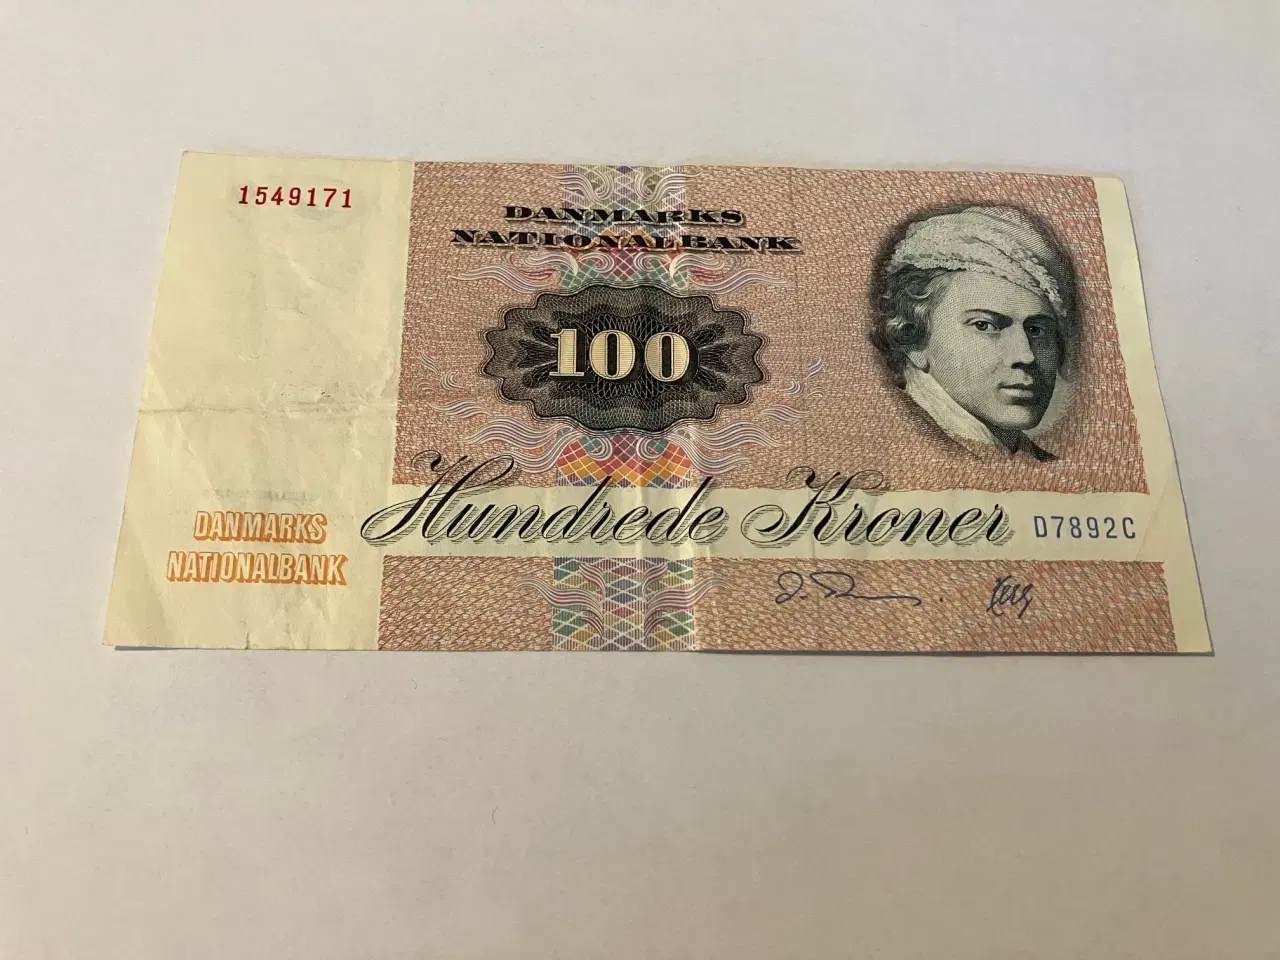 1549171
DANMARKS
NATIONALBANK
100
Hundrede Kroner
D7892C
DANMARKS
NATIONALBANK